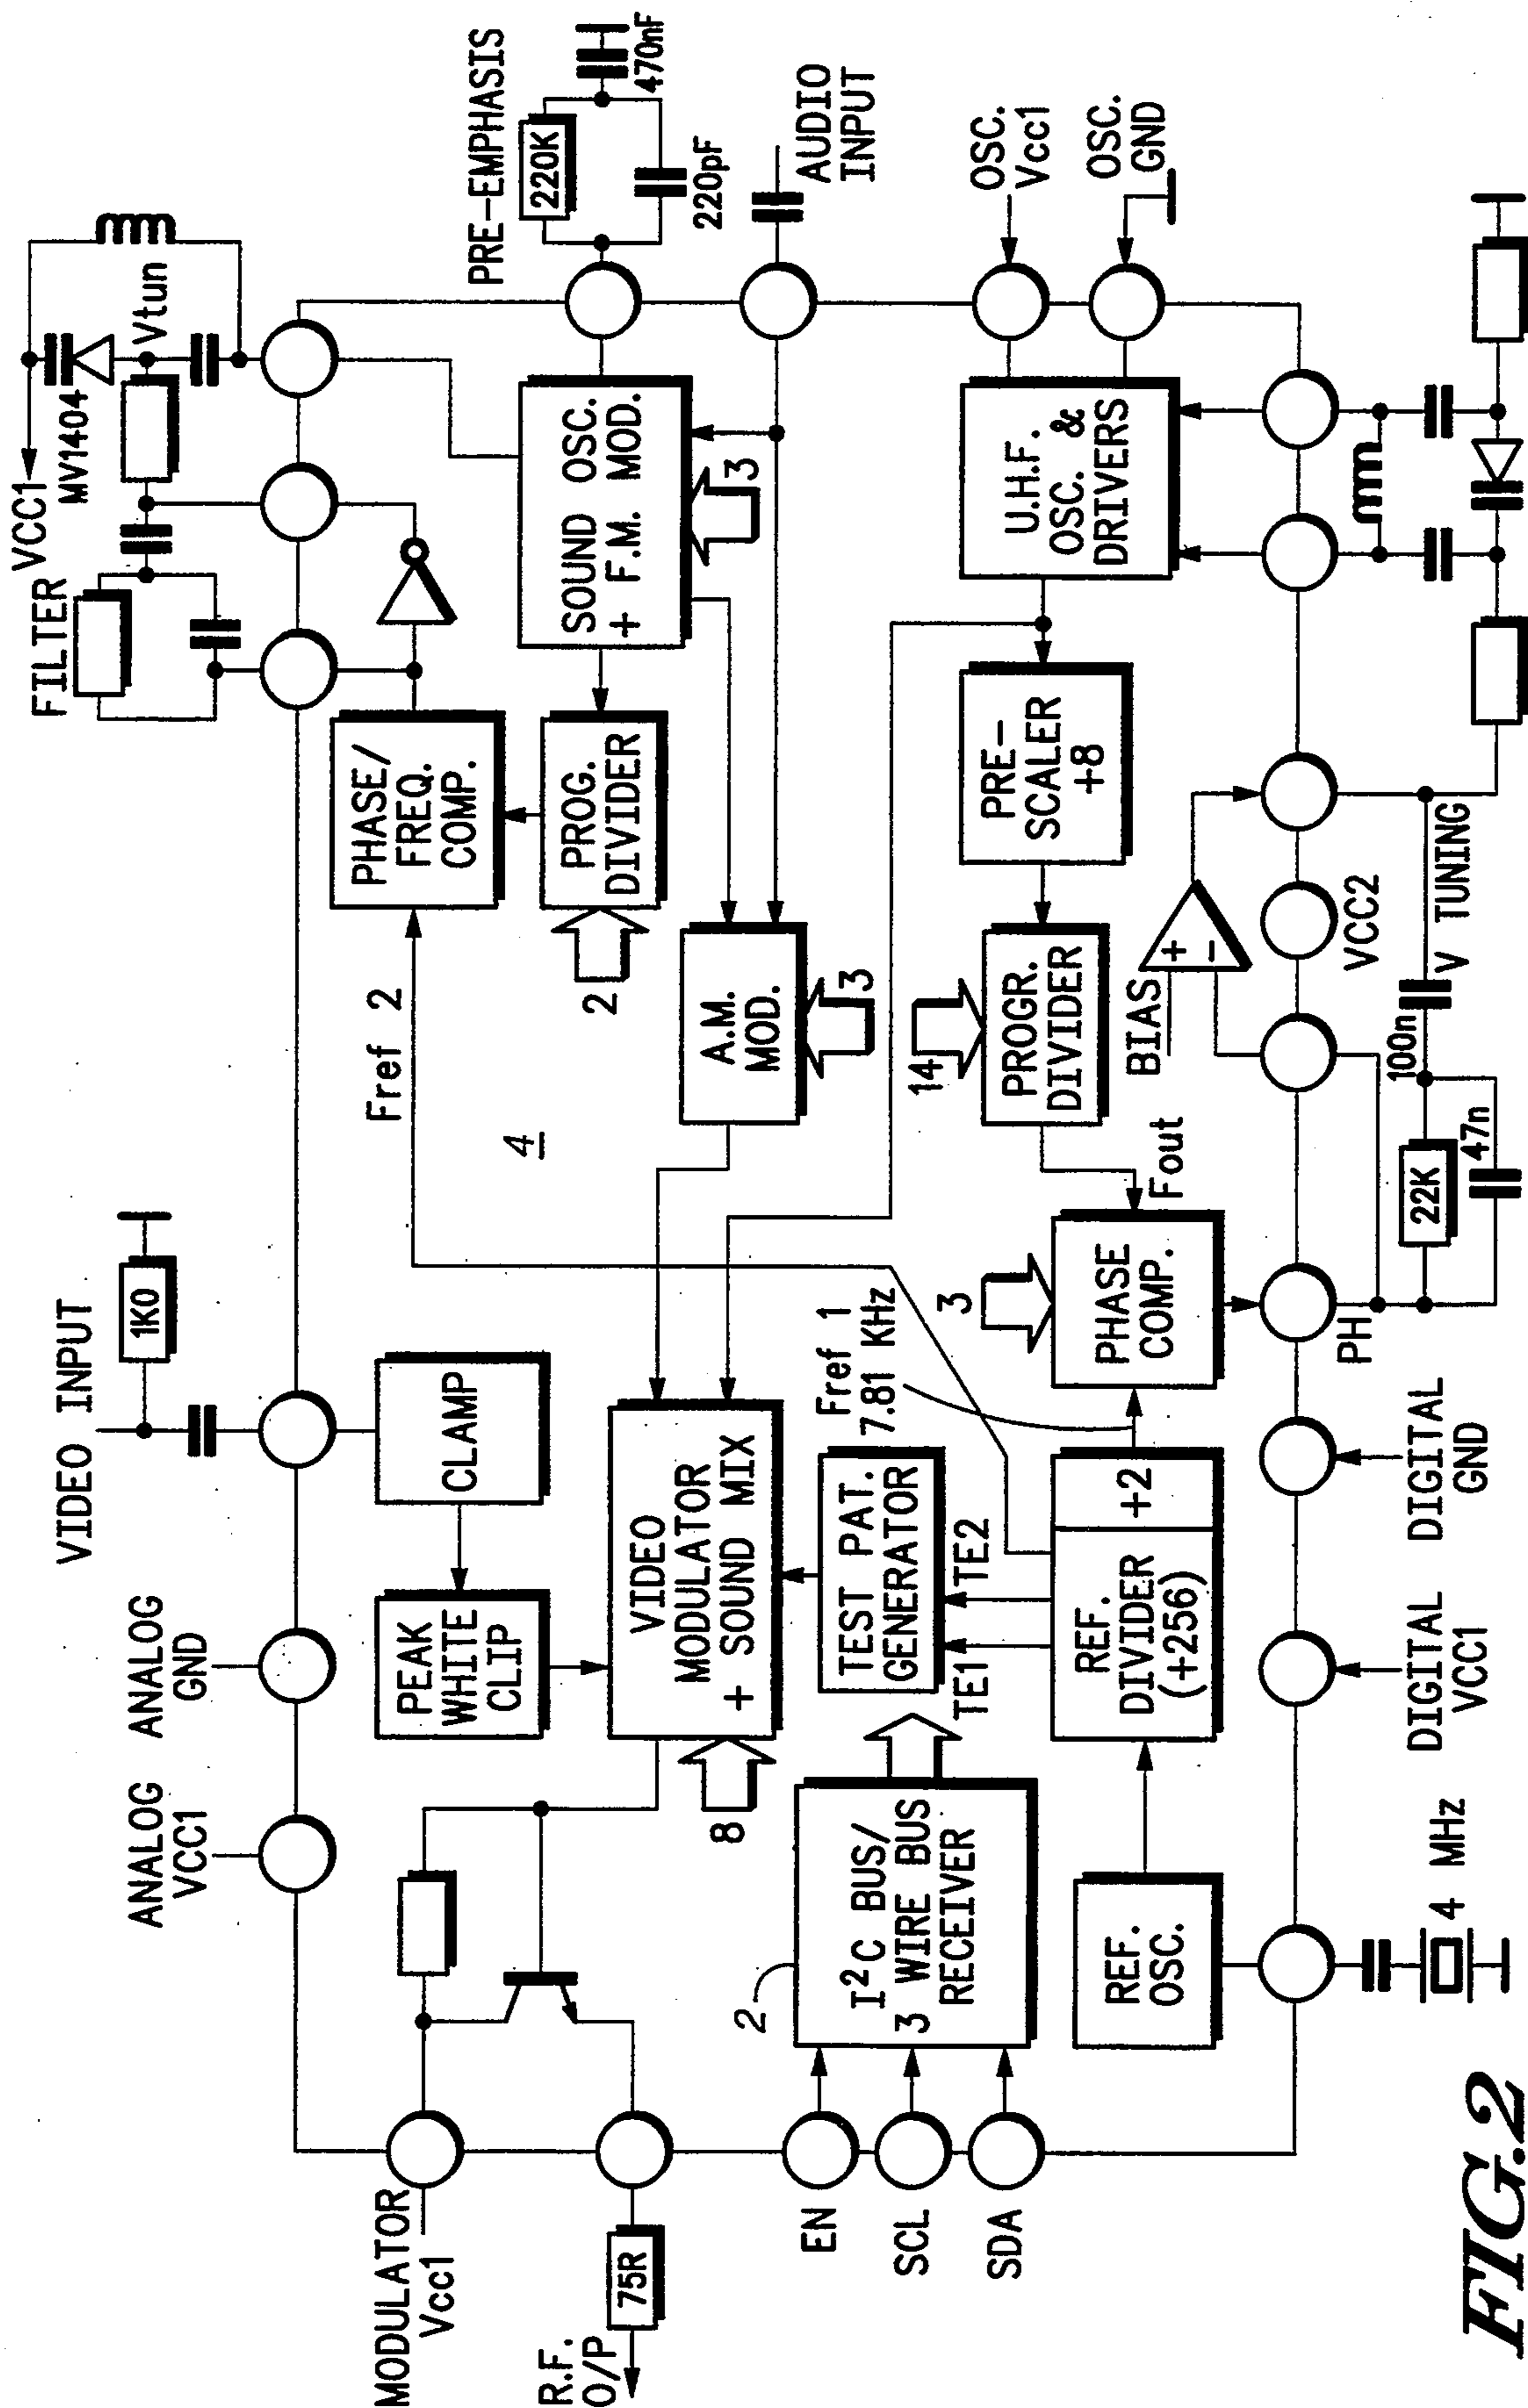 VIDEO INPUT
1K0
ANALOG
VCC1
ANALOG
GND
FILTER
VCC1
MV1404
Vtun
PRE-EMPHASIS
220K
470nF
220pF
AUDIO
INPUT
OSC.
Vcc1
OSC.
GND
MODULATOR
Vcc1
R.F.
O/P
75R
EN
SCL
SDA
CLAMP
PEAK
WHITE
CLIP
VIDEO
MODULATOR
+ SOUND MIX
8
Fref 2
4
PHASE/
FREQ.
COMP.
PROG.
DIVIDER
2
SOUND OSC.
+ F.M. MOD.
3
A.M.
MOD.
3
2
I²C BUS/
3 WIRE BUS
RECEIVER
TEST PAT.
GENERATOR
TE1
TE2
Fref 1
7.81 KHz
REF.
OSC.
REF.
DIVIDER
(+256)
+2
3
PHASE
COMP.
Fout
14
PROGR.
DIVIDER
PRE-
SCALER
+8
U.H.F.
OSC. &
DRIVERS
BIAS
+
-
PH
VCC2
4 MHz
DIGITAL
VCC1
DIGITAL
GND
22K
47n
100n
V TUNING
FIG.2